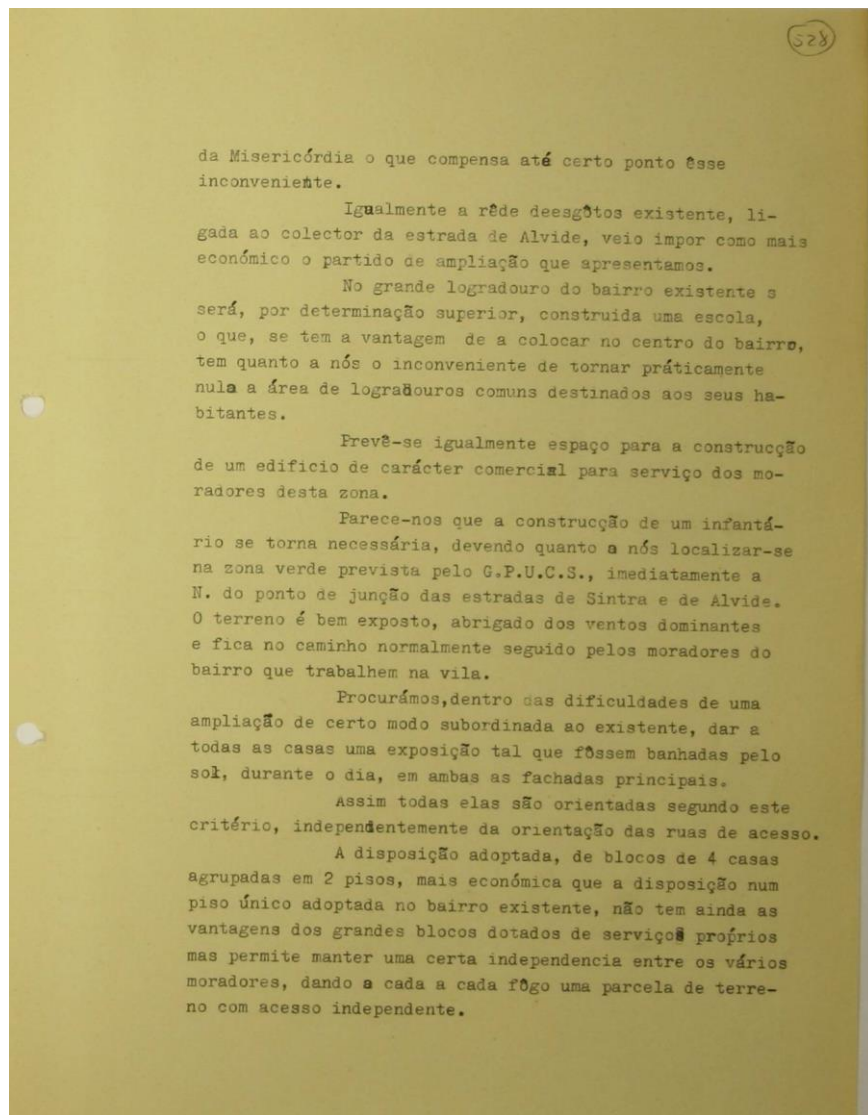 528
da Misericórdia o que compensa até certo ponto êsse
inconveniente.
Igualmente a rêde deesgôtos existente, li-
gada ao colector da estrada de Alvide, veio impor como mais
económico o partido de ampliação que apresentamos.
No grande logradouro do bairro existente s
será, por determinação superior, construida uma escola,
o que, se tem a vantagem de a colocar no centro do bairro,
tem quanto a nós o inconveniente de tornar práticamente
nula a área de logradouros comuns destinados aos seus ha-
bitantes.
Prevê-se igualmente espaço para a construcção
de um edificio de carácter comercial para serviço dos mo-
radores desta zona.
Parece-nos que a construcção de um infantá-
rio se torna necessária, devendo quanto a nós localizar-se
na zona verde prevista pelo G.P.U.C.S., imediatamente a
N. do ponto de junção das estradas de Sintra e de Alvide.
O terreno é bem exposto, abrigado dos ventos dominantes
e fica no caminho normalmente seguido pelos moradores do
bairro que trabalhem na vila.
Procurámos,dentro das dificuldades de uma
ampliação de certo modo subordinada ao existente, dar a
todas as casas uma exposição tal que fôssem banhadas pelo
sol, durante o dia, em ambas as fachadas principais.
Assim todas elas são orientadas segundo este
critério, independentemente da orientação das ruas de acesso.
A disposição adoptada, de blocos de 4 casas
agrupadas em 2 pisos, mais económica que a disposição num
piso único adoptada no bairro existente, não tem ainda as
vantagens dos grandes blocos dotados de serviços proprios
mas permite manter uma certa independencia entre os vários
moradores, dando a cada a cada fôgo uma parcela de terre-
no com acesso independente.